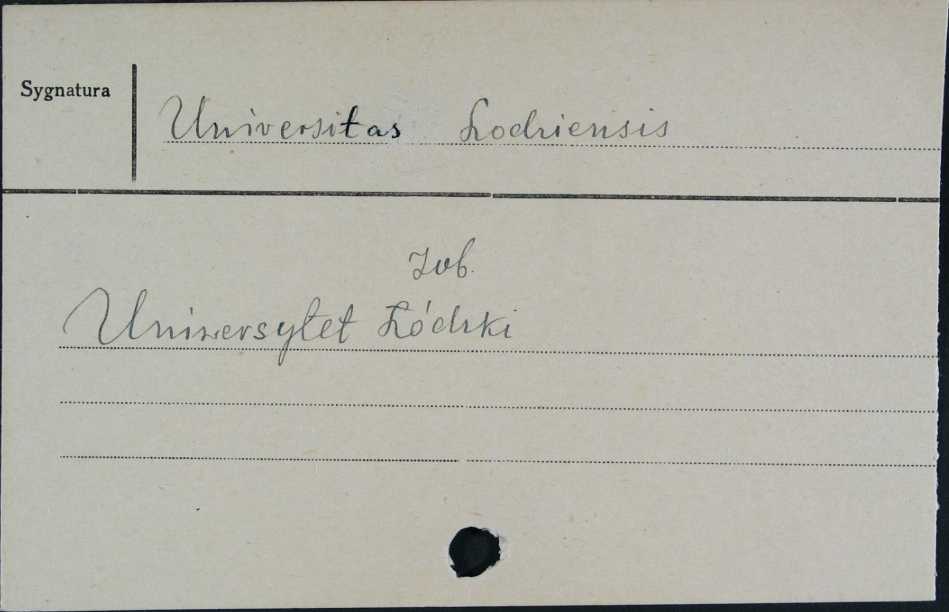 Sygnatura
Universitas Lodziensis
Zob.
Uniwersytet Łódzki